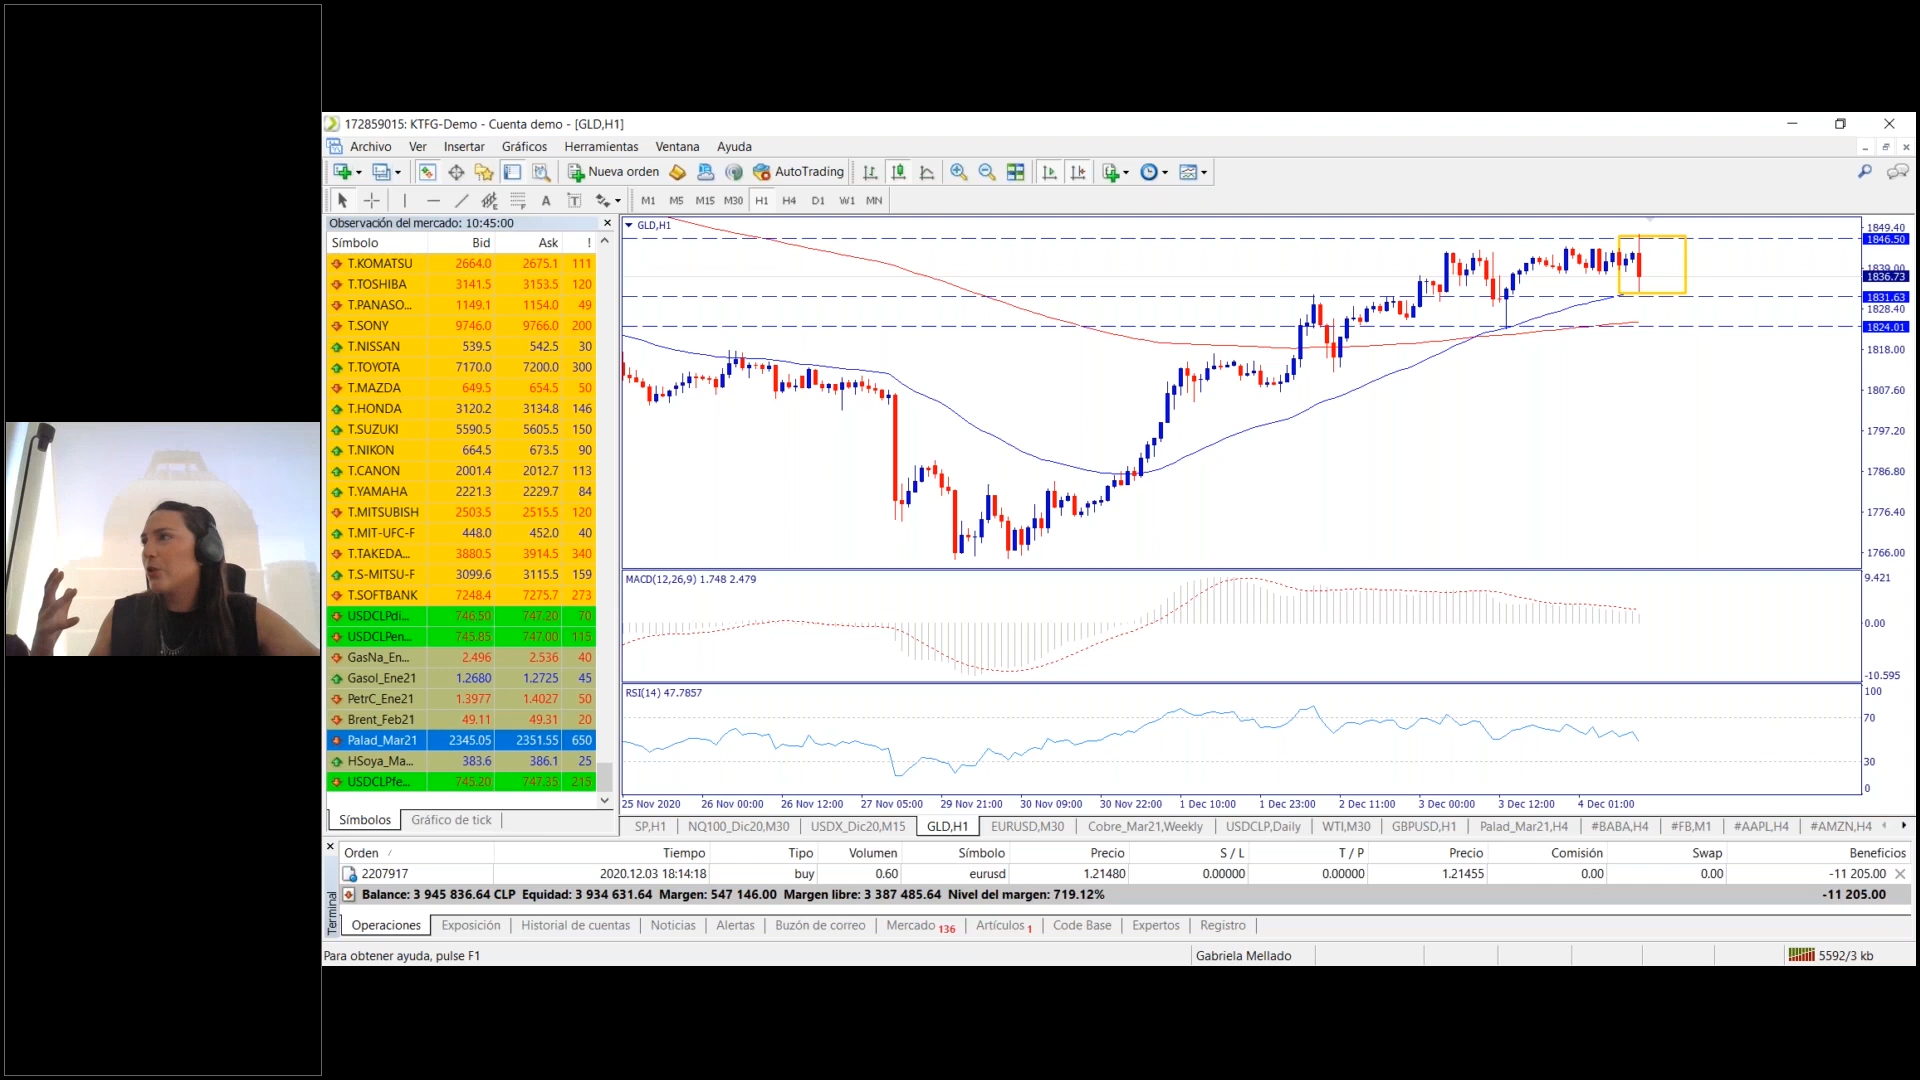 172859015: KTFG-Demo - Cuenta demo - [GLD,H1]
Archivo Ver Insertar Gráficos Herramientas Ventana Ayuda
Nueva orden AutoTrading
A T M1 M5 M15 M30 H1 H4 D1 W1 MN
Observación del mercado: 10:45:00
Símbolo Bid Ask !
T.KOMATSU 2664.0 2675.1 111
T.TOSHIBA 3141.5 3153.5 120
T.PANASO... 1149.1 1154.0 49
T.SONY 9746.0 9766.0 200
T.NISSAN 539.5 542.5 30
T.TOYOTA 7170.0 7200.0 300
T.MAZDA 649.5 654.5 50
T.HONDA 3120.2 3134.8 146
T.SUZUKI 5590.5 5605.5 150
T.NIKON 664.5 673.5 90
T.CANON 2001.4 2012.7 113
T.YAMAHA 2221.3 2229.7 84
T.MITSUBISH 2503.5 2515.5 120
T.MIT-UFC-F 448.0 452.0 40
T.TAKEDA... 3880.5 3914.5 340
T.S-MITSU-F 3099.6 3115.5 159
T.SOFTBANK 7248.4 7275.7 273
USDCLPdi... 746.50 747.20 70
USDCLPen... 745.85 747.00 115
GasNa_En... 2.496 2.536 40
Gasol_Ene21 1.2680 1.2725 45
PetrC_Ene21 1.3977 1.4027 50
Brent_Feb21 49.11 49.31 20
Palad_Mar21 2345.05 2351.55 650
HSoya_Ma... 383.6 386.1 25
USDCLPfe... 745.20 747.35 215
Símbolos Gráfico de tick
GLD,H1
1849.40
1846.50
1839.00
1836.73
1831.63
1828.40
1824.01
1818.00
1807.60
1797.20
1786.80
1776.40
1766.00
MACD(12,26,9) 1.748 2.479
9.421
0.00
-10.595
RSI(14) 47.7857
100
70
30
0
25 Nov 2020 26 Nov 00:00 26 Nov 12:00 27 Nov 05:00 29 Nov 21:00 30 Nov 09:00 30 Nov 22:00 1 Dec 10:00 1 Dec 23:00 2 Dec 11:00 3 Dec 00:00 3 Dec 12:00 4 Dec 01:00
SP,H1 NQ100_Dic20,M30 USDX_Dic20,M15 GLD,H1 EURUSD,M30 Cobre_Mar21,Weekly USDCLP,Daily WTI,M30 GBPUSD,H1 Palad_Mar21,H4 #BABA,H4 #FB,M1 #AAPL,H4 #AMZN,H4
Orden Tiempo Tipo Volumen Símbolo Precio S / L T / P Precio Comisión Swap Beneficios
2207917 2020.12.03 18:14:18 buy 0.60 eurusd 1.21480 0.00000 0.00000 1.21455 0.00 0.00 -11 205.00
Balance: 3 945 836.64 CLP Equidad: 3 934 631.64 Margen: 547 146.00 Margen libre: 3 387 485.64 Nivel del margen: 719.12% -11 205.00
Terminal
Operaciones Exposición Historial de cuentas Noticias Alertas Buzón de correo Mercado 136 Artículos 1 Code Base Expertos Registro
Para obtener ayuda, pulse F1 Gabriela Mellado 5592/3 kb